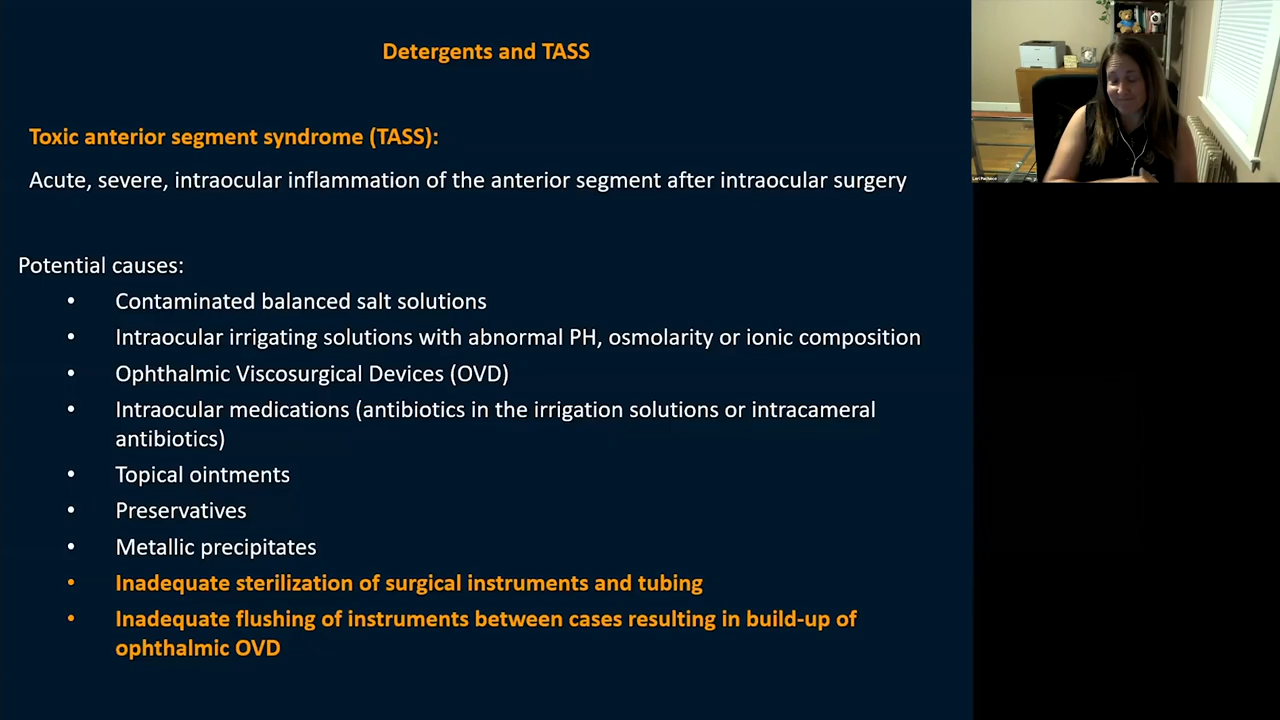 Detergents and TASS
Toxic anterior segment syndrome (TASS):
Acute, severe, intraocular inflammation of the anterior segment after intraocular surgery
Potential causes:
• Contaminated balanced salt solutions
• Intraocular irrigating solutions with abnormal PH, osmolarity or ionic composition
• Ophthalmic Viscosurgical Devices (OVD)
• Intraocular medications (antibiotics in the irrigation solutions or intracameral
antibiotics)
• Topical ointments
• Preservatives
• Metallic precipitates
• Inadequate sterilization of surgical instruments and tubing
• Inadequate flushing of instruments between cases resulting in build-up of
ophthalmic OVD
Lori Pacheco